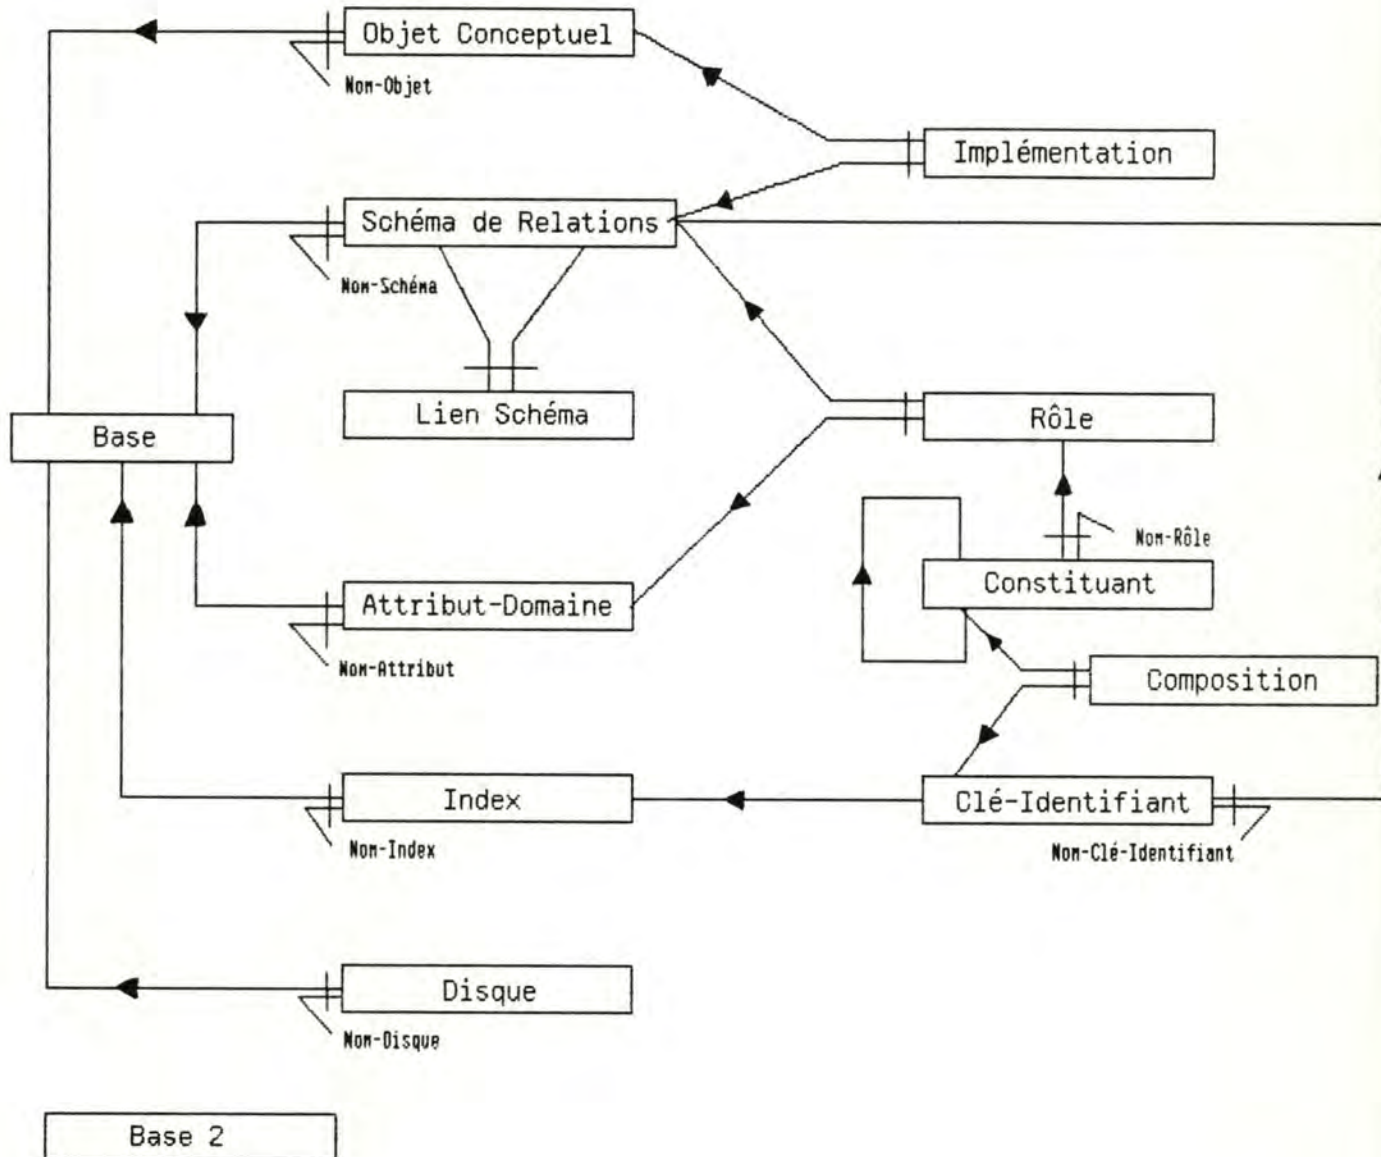 Objet Conceptuel
Nom-Objet
Implémentation
Schéma de Relations
Nom-Schéma
Lien Schéma
Base
Rôle
Nom-Rôle
Constituant
Attribut-Domaine
Nom-Attribut
Composition
Index
Nom-Index
Clé-Identifiant
Nom-Clé-Identifiant
Disque
Nom-Disque
Base 2